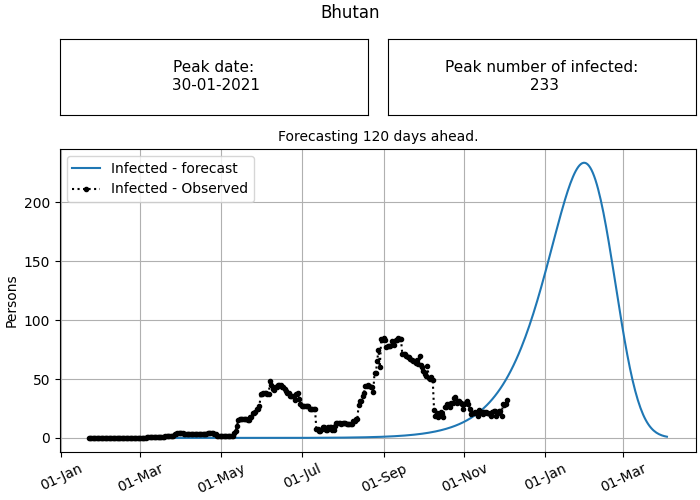 Bhutan
Peak date:
30-01-2021
Peak number of infected:
233
Forecasting 120 days ahead.
Infected - forecast
Infected - Observed
Persons
200
150
100
50
0
01-Jan
01-Mar
01-May
01-Jul
01-Sep
01-Nov
01-Jan
01-Mar